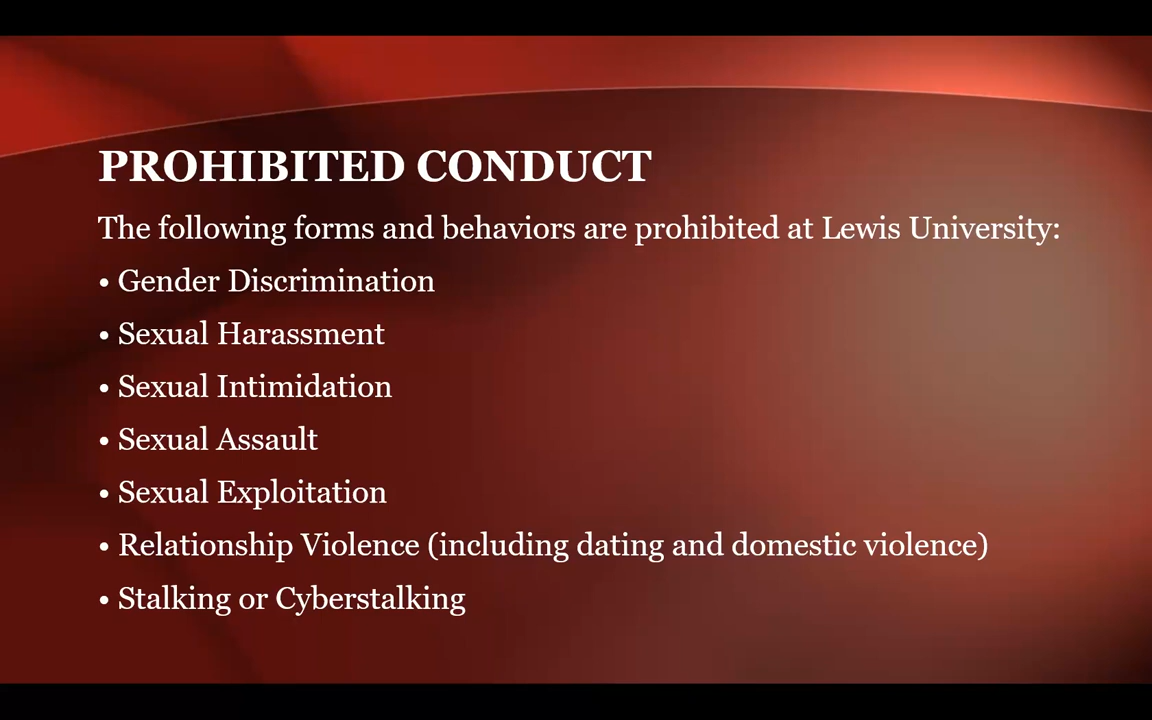 PROHIBITED CONDUCT
The following forms and behaviors are prohibited at Lewis University:
• Gender Discrimination
• Sexual Harassment
• Sexual Intimidation
• Sexual Assault
• Sexual Exploitation
• Relationship Violence (including dating and domestic violence)
• Stalking or Cyberstalking